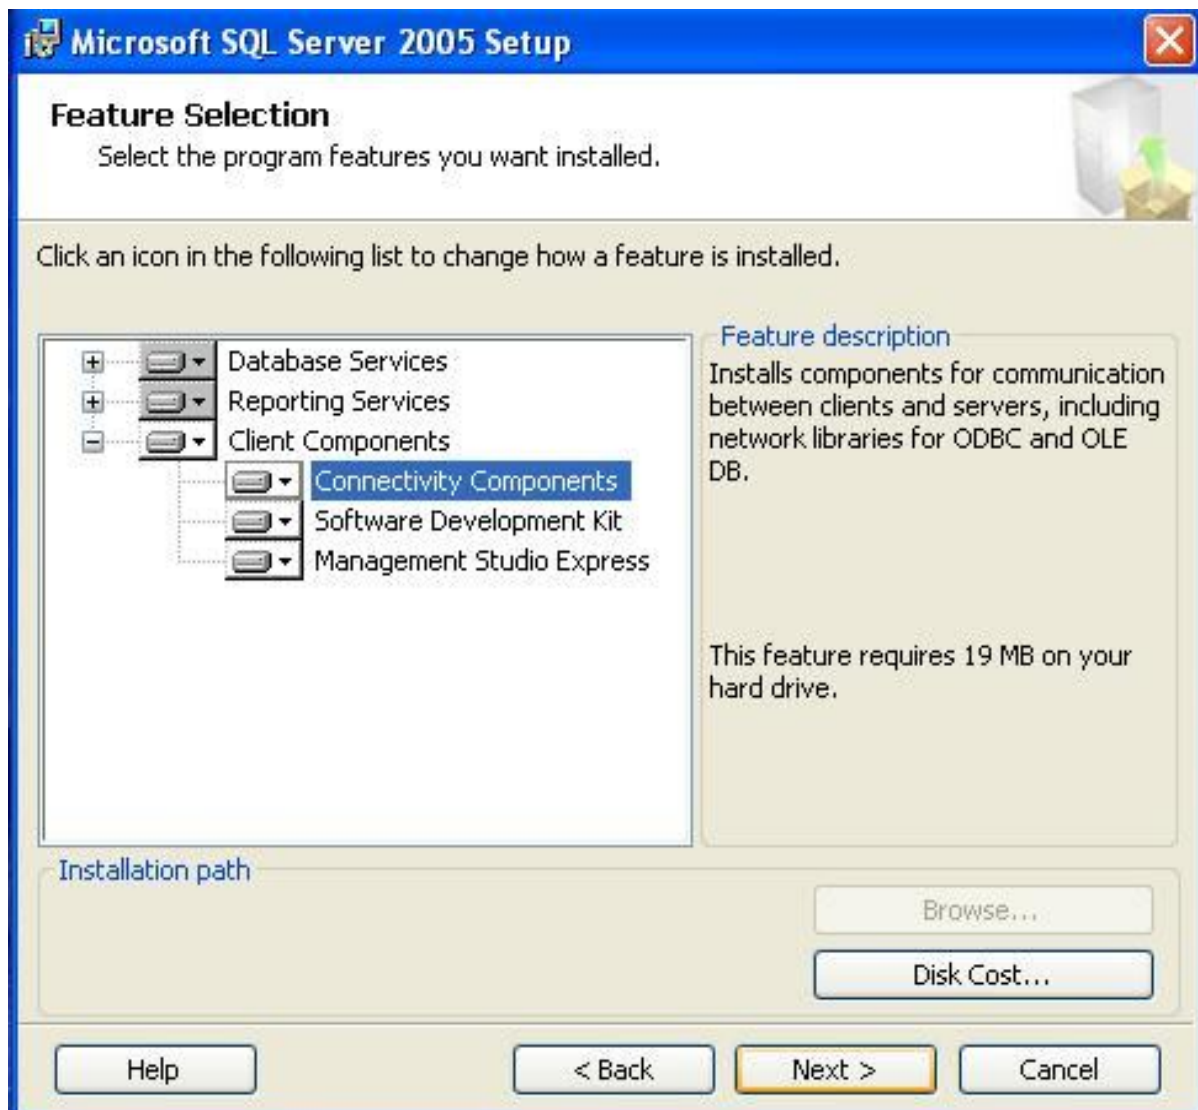 Microsoft SQL Server 2005 Setup
Feature Selection
Select the program features you want installed.
Click an icon in the following list to change how a feature is installed.
Database Services
Reporting Services
Client Components
Connectivity Components
Software Development Kit
Management Studio Express
Feature description
Installs components for communication
between clients and servers, including
network libraries for ODBC and OLE
DB.
This feature requires 19 MB on your
hard drive.
Installation path
Browse...
Disk Cost...
Help
< Back
Next >
Cancel